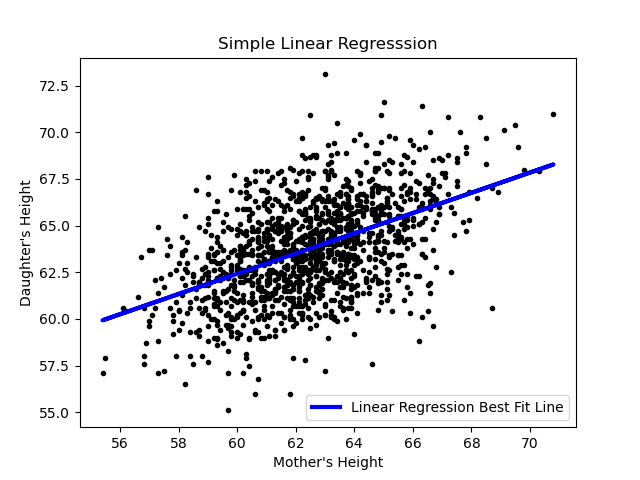 Simple Linear Regresssion
Daughter's Height
72.5
70.0
67.5
65.0
62.5
60.0
57.5
55.0
Linear Regression Best Fit Line
56 58 60 62 64 66 68 70
Mother's Height